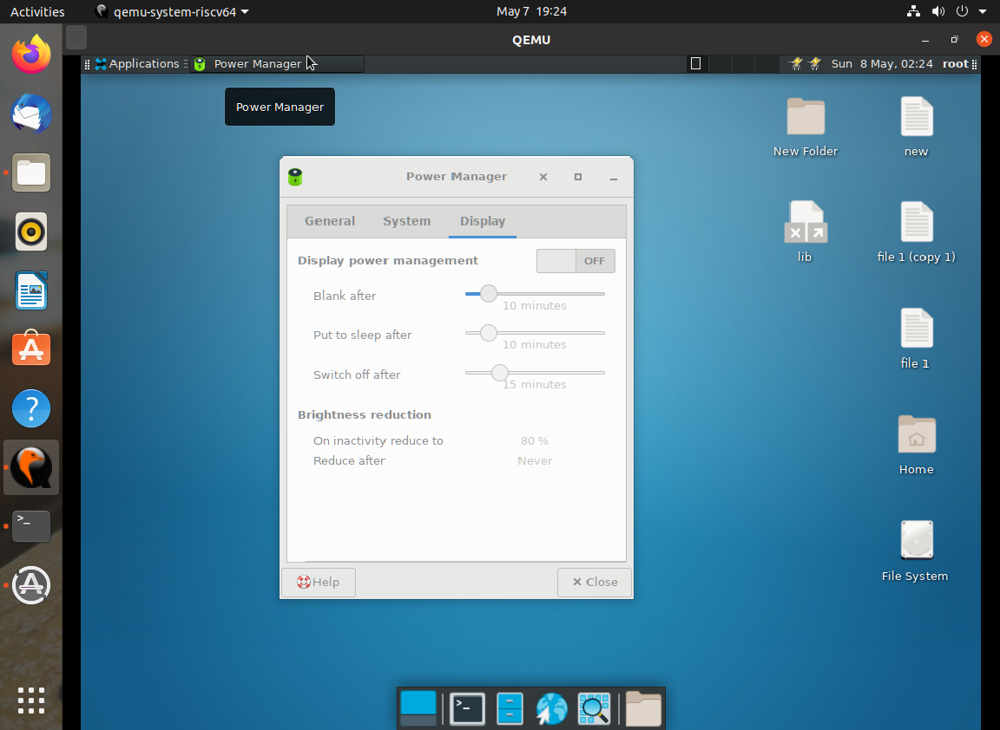 Activities
qemu-system-riscv64
May 7 19:24
QEMU
Applications
Power Manager
Sun 8 May, 02:24
root
Power Manager
New Folder
new
lib
file 1 (copy 1)
file 1
Home
File System
Power Manager
General
System
Display
Display power management
OFF
Blank after
10 minutes
Put to sleep after
10 minutes
Switch off after
15 minutes
Brightness reduction
On inactivity reduce to
80 %
Reduce after
Never
Help
Close